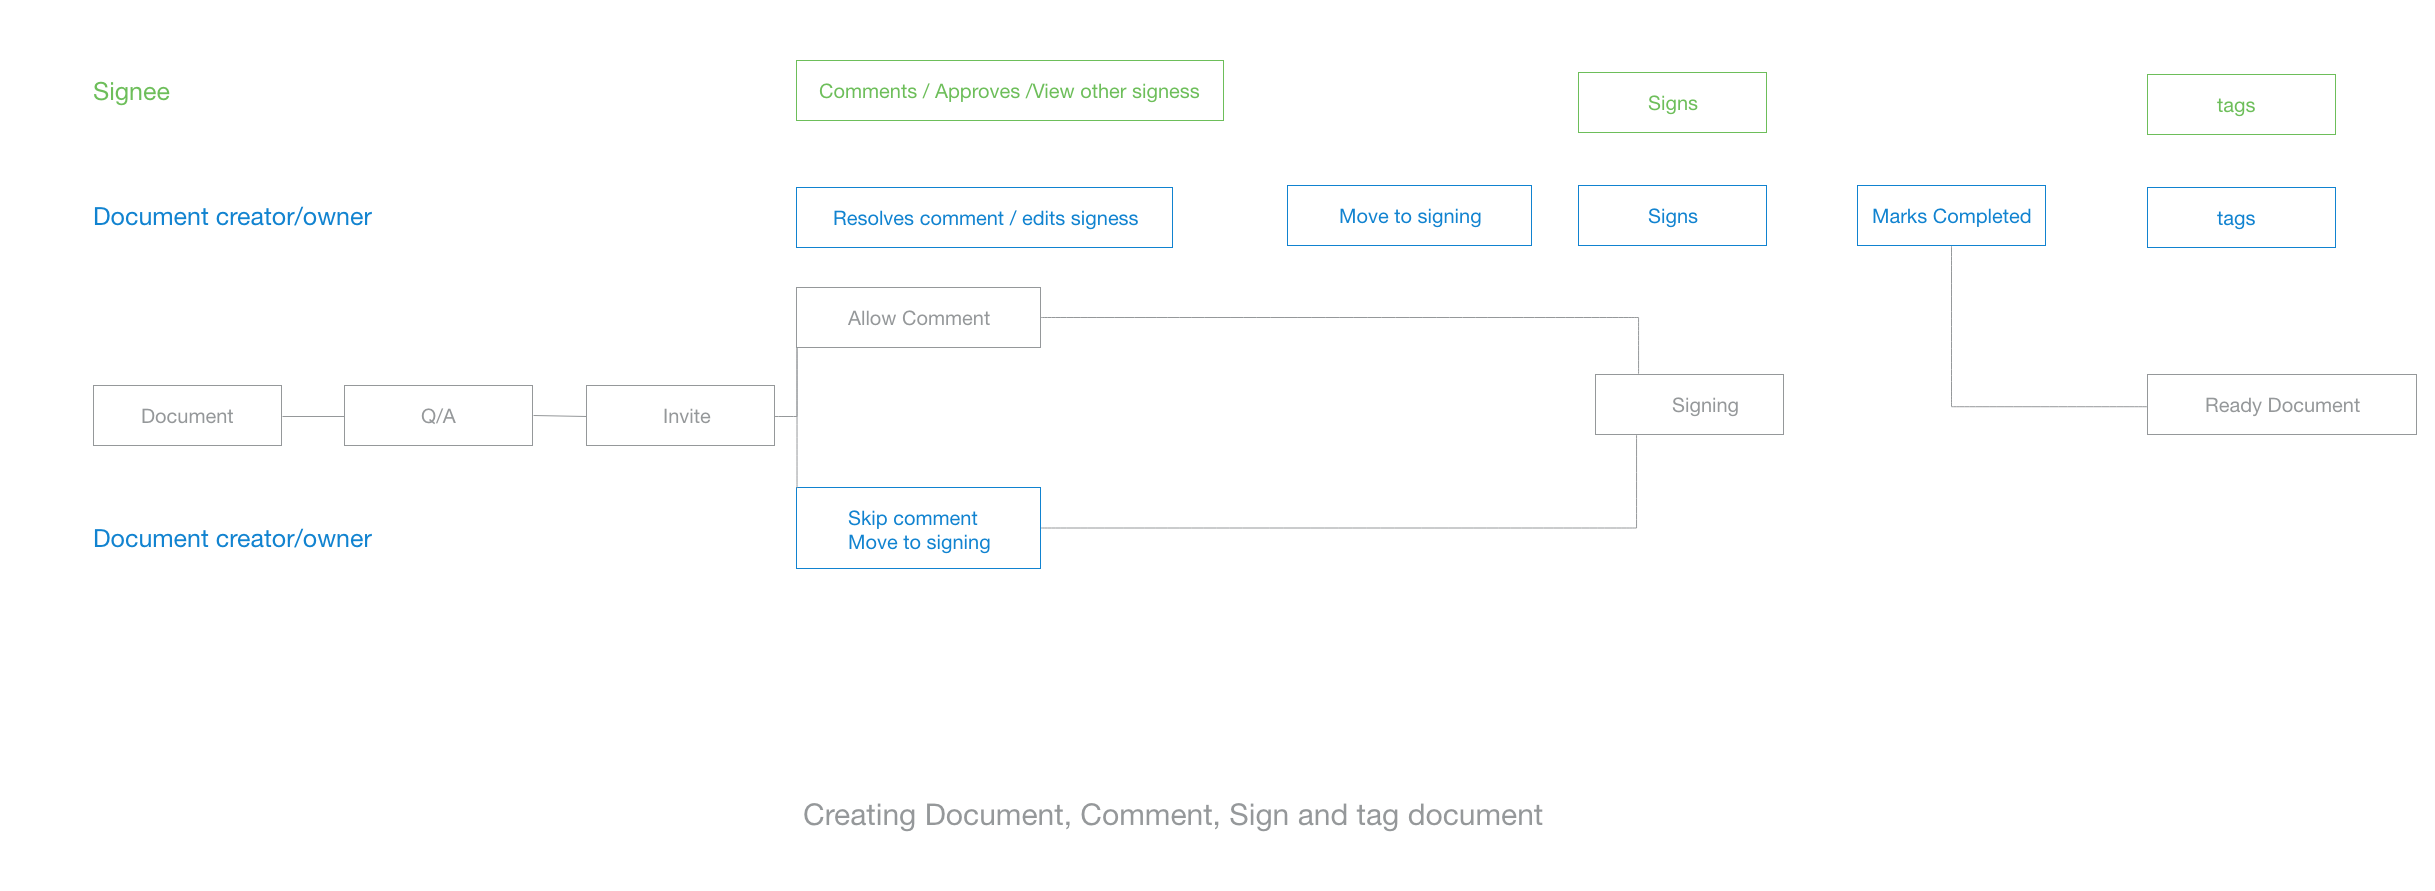 Signee
Comments / Approves /View other signess
Signs
tags
Document creator/owner
Resolves comment / edits signess
Move to signing
Signs
Marks Completed
tags
Allow Comment
Document
Q/A
Invite
Signing
Ready Document
Document creator/owner
Skip comment
Move to signing
Creating Document, Comment, Sign and tag document